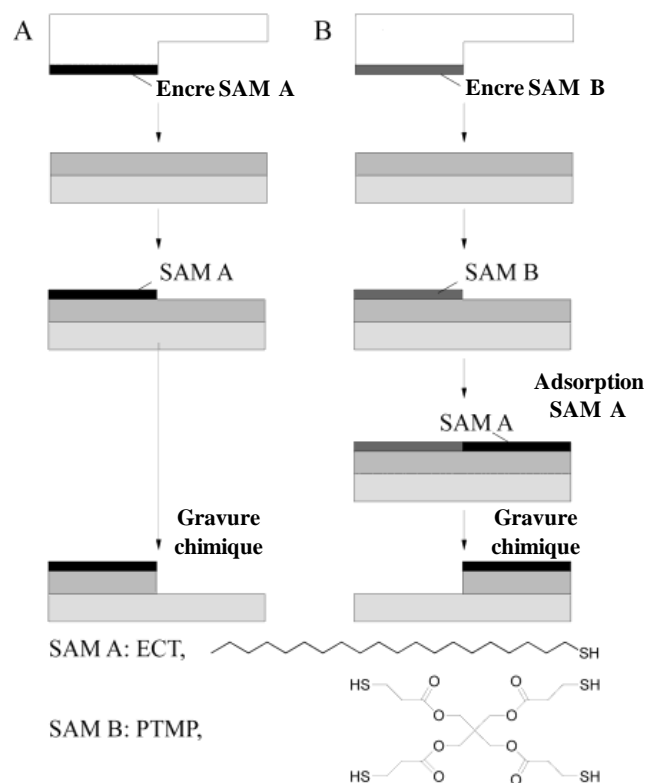 A
B
Encre SAM A
Encre SAM B
SAM A
SAM B
Adsorption
SAM A
SAM A
Gravure
chimique
Gravure
chimique
SAM A: ECT,
SH
SAM B: PTMP,
HS
O
O
SH
O
O
O
O
HS
O
O
SH